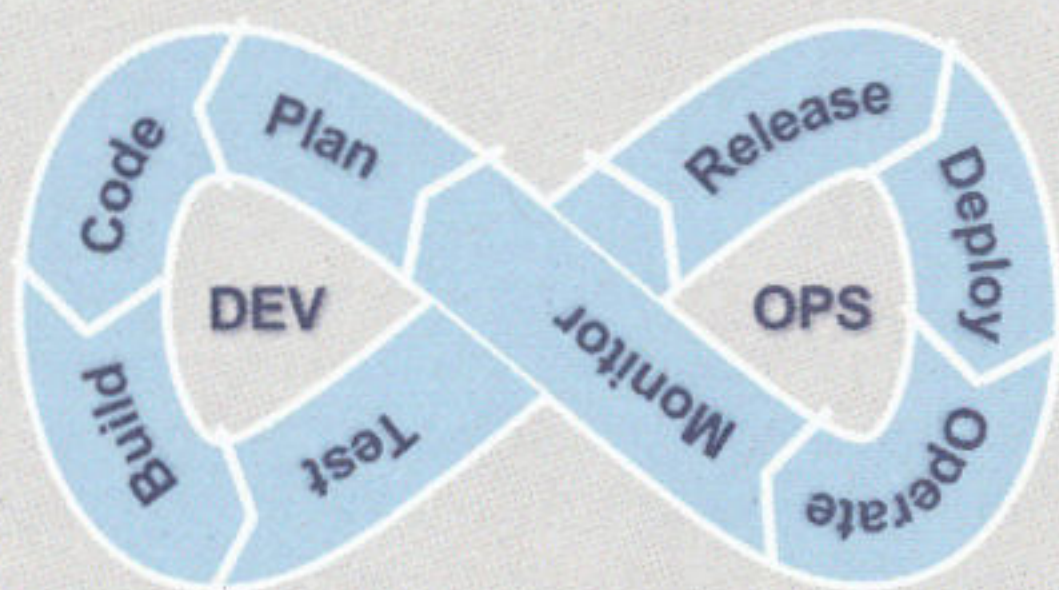 Plan
Code
Build
Test
Release
Deploy
Operate
Monitor
DEV
OPS